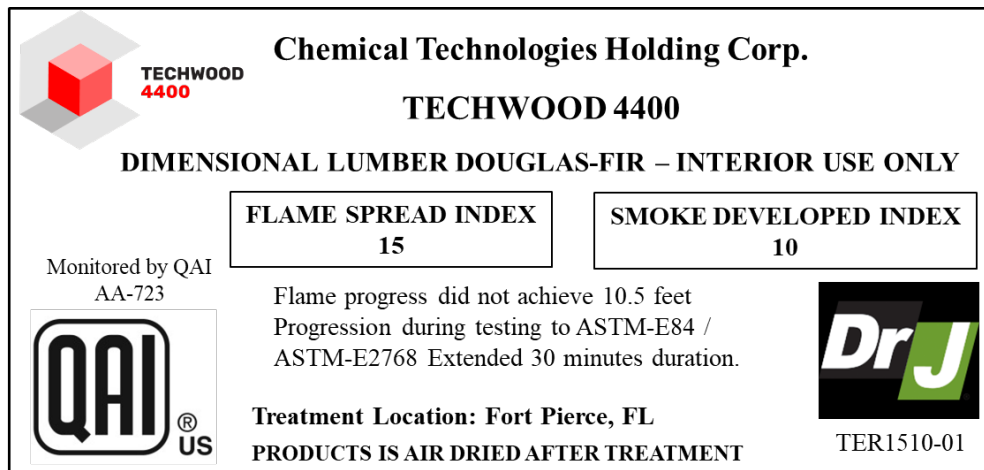 TECHWOOD
4400
Chemical Technologies Holding Corp.
TECHWOOD 4400
DIMENSIONAL LUMBER DOUGLAS-FIR – INTERIOR USE ONLY
FLAME SPREAD INDEX
15
SMOKE DEVELOPED INDEX
10
Monitored by QAI
AA-723
QAI
®
US
Flame progress did not achieve 10.5 feet
Progression during testing to ASTM-E84 /
ASTM-E2768 Extended 30 minutes duration.
Treatment Location: Fort Pierce, FL
PRODUCTS IS AIR DRIED AFTER TREATMENT
DrJ
TER1510-01